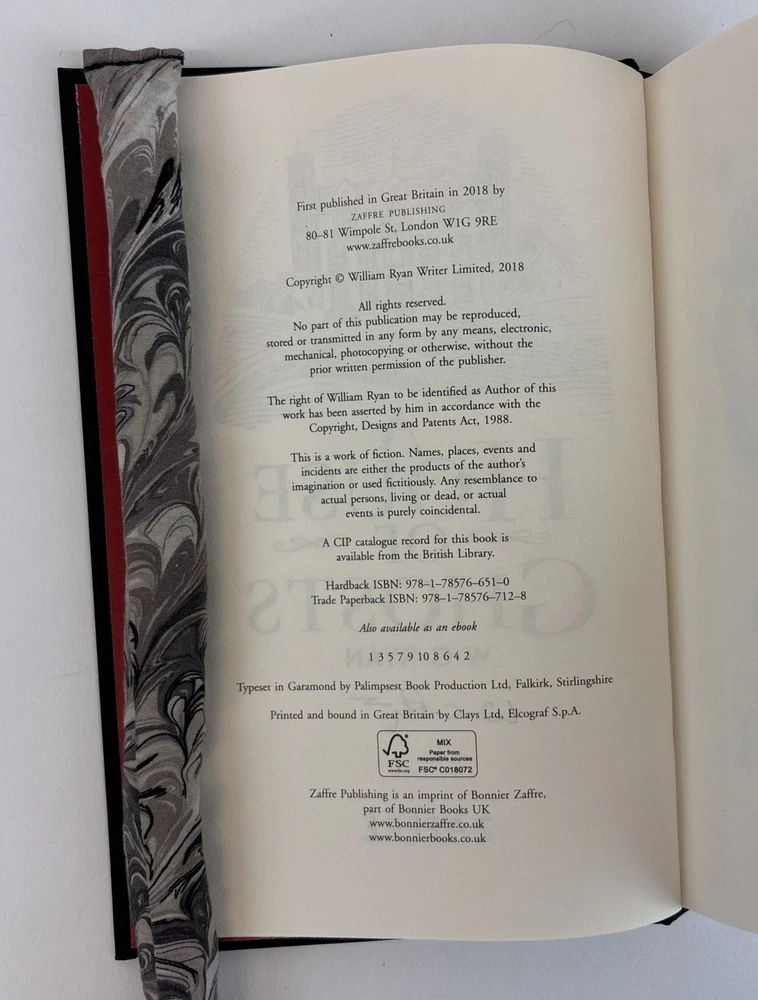 First published in Great Britain in 2018 by
ZAFFRE PUBLISHING
80–81 Wimpole St, London W1G 9RE
www.zaffrebooks.co.uk
Copyright © William Ryan Writer Limited, 2018
All rights reserved.
No part of this publication may be reproduced,
stored or transmitted in any form by any means, electronic,
mechanical, photocopying or otherwise, without the
prior written permission of the publisher.
The right of William Ryan to be identified as Author of this
work has been asserted by him in accordance with the
Copyright, Designs and Patents Act, 1988.
This is a work of fiction. Names, places, events and
incidents are either the products of the author's
imagination or used fictitiously. Any resemblance to
actual persons, living or dead, or actual
events is purely coincidental.
A CIP catalogue record for this book is
available from the British Library.
Hardback ISBN: 978–1–78576–651–0
Trade Paperback ISBN: 978–1–78576–712–8
Also available as an ebook
1 3 5 7 9 10 8 6 4 2
Typeset in Garamond by Palimpsest Book Production Ltd, Falkirk, Stirlingshire
Printed and bound in Great Britain by Clays Ltd, Elcograf S.p.A.
FSC
www.fsc.org
MIX
Paper from
responsible sources
FSC® C018072
Zaffre Publishing is an imprint of Bonnier Zaffre,
part of Bonnier Books UK
www.bonnierzaffre.co.uk
www.bonnierbooks.co.uk